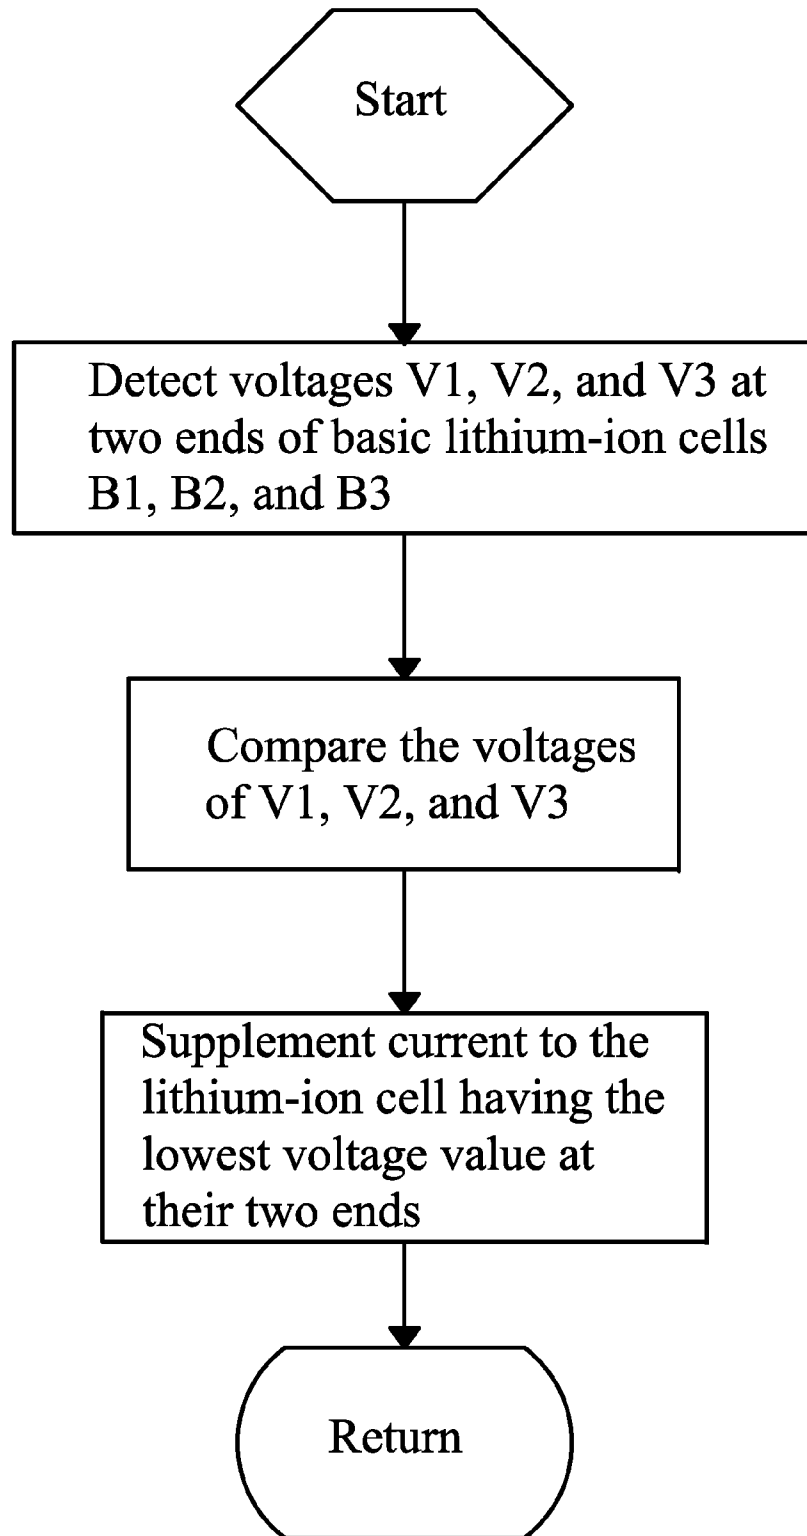 Start
Detect voltages V1, V2, and V3 at
two ends of basic lithium-ion cells
B1, B2, and B3
Compare the voltages
of V1, V2, and V3
Supplement current to the
lithium-ion cell having the
lowest voltage value at
their two ends
Return